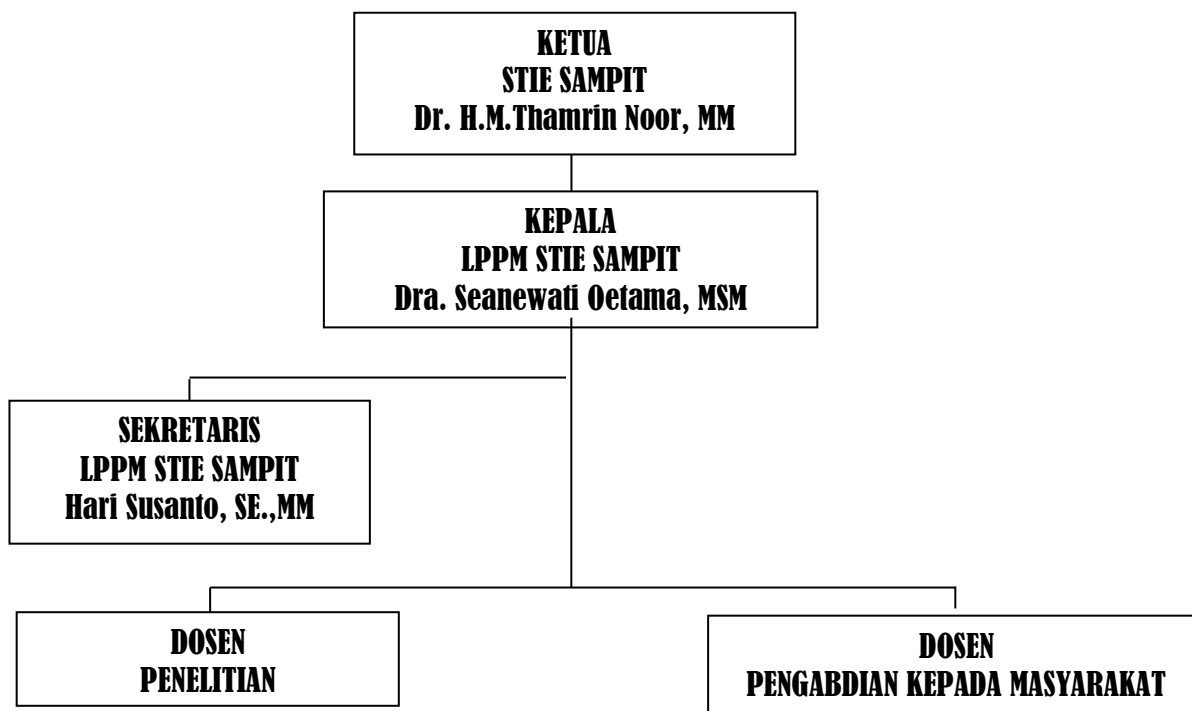 KETUA
STIE SAMPIT
Dr. H.M.Thamrin Noor, MM
KEPALA
LPPM STIE SAMPIT
Dra. Seanewati Oetama, MSM
SEKRETARIS
LPPM STIE SAMPIT
Hari Susanto, SE.,MM
DOSEN
PENELITIAN
DOSEN
PENGABDIAN KEPADA MASYARAKAT